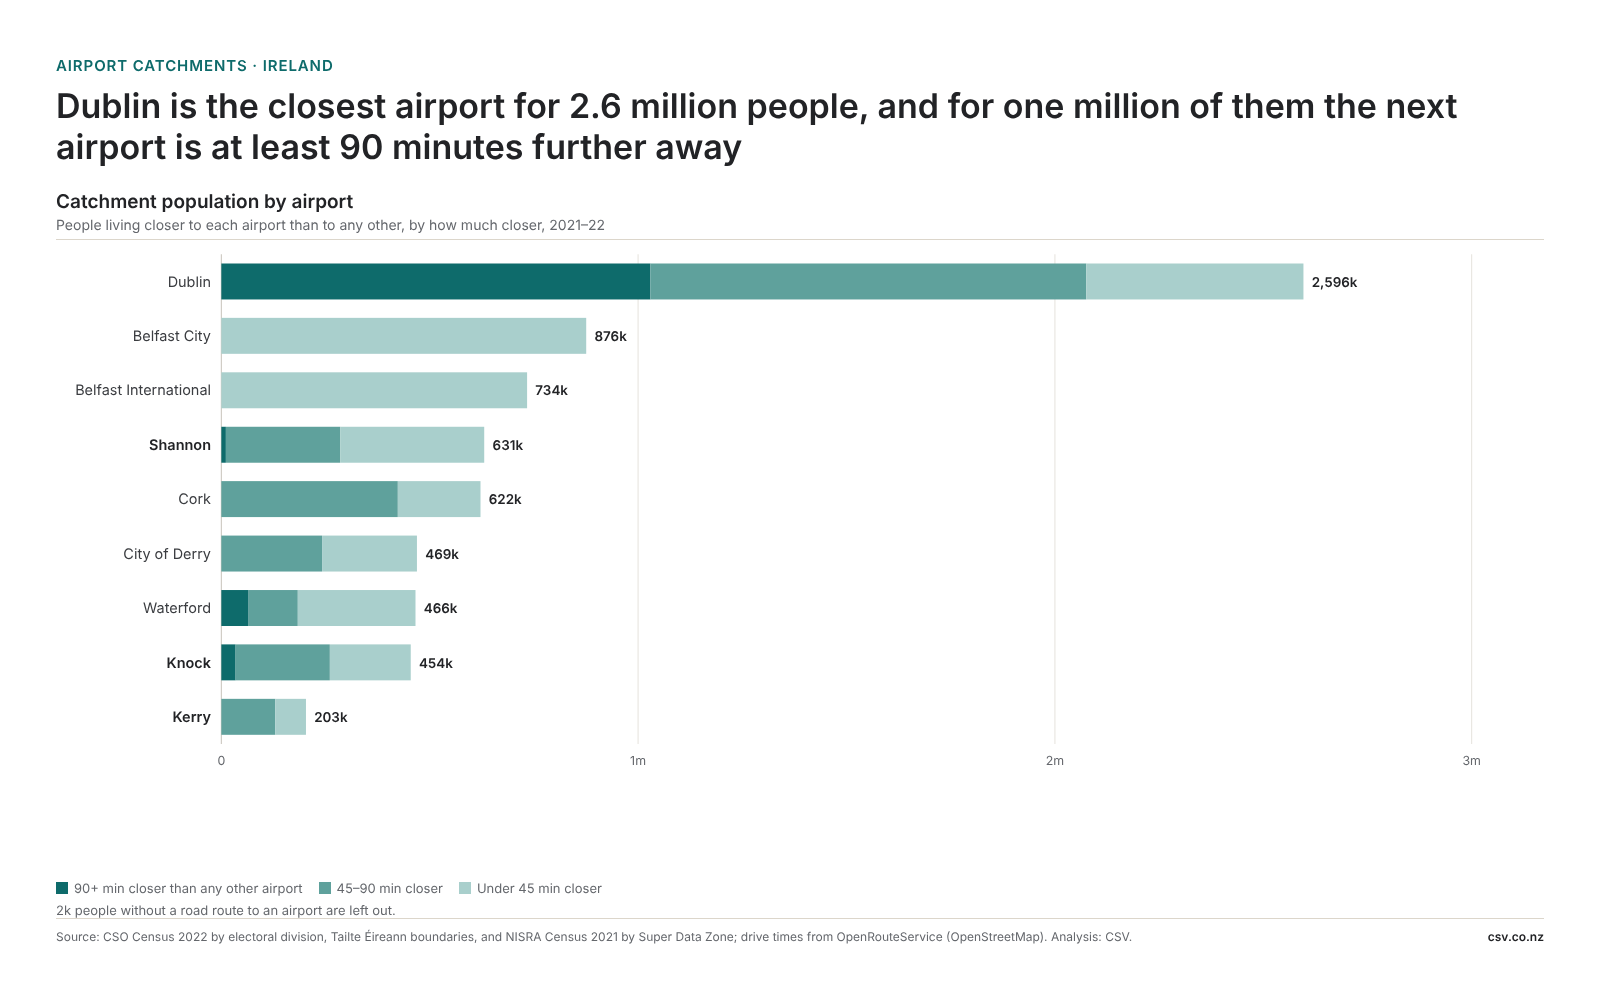 AIRPORT CATCHMENTS · IRELAND
Dublin is the closest airport for 2.6 million people, and for one million of them the next
airport is at least 90 minutes further away
Catchment population by airport
People living closer to each airport than to any other, by how much closer, 2021–22
Dublin 2,596k
Belfast City 876k
Belfast International 734k
Shannon 631k
Cork 622k
City of Derry 469k
Waterford 466k
Knock 454k
Kerry 203k
0 1m 2m 3m
90+ min closer than any other airport 45–90 min closer Under 45 min closer
2k people without a road route to an airport are left out.
Source: CSO Census 2022 by electoral division, Tailte Éireann boundaries, and NISRA Census 2021 by Super Data Zone; drive times from OpenRouteService (OpenStreetMap). Analysis: CSV. csv.co.nz